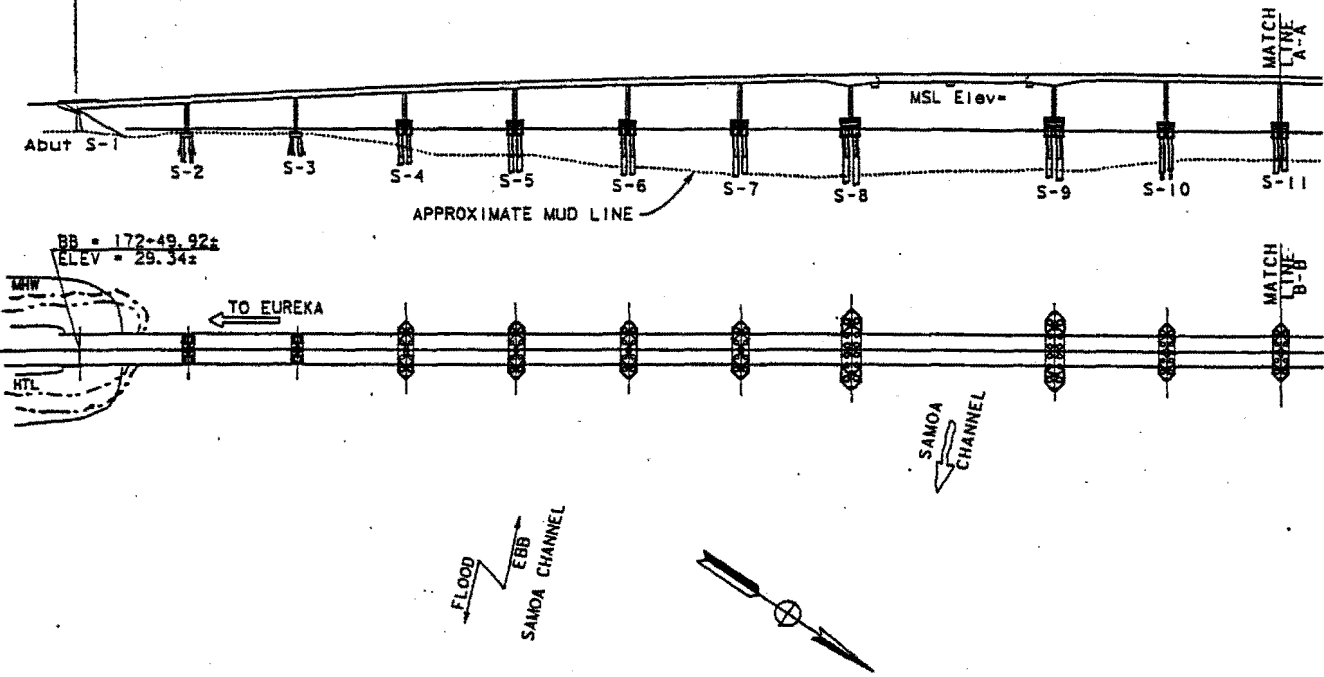 MATCH
LINE
A-A
MSL Elev=
Abut S-1
S-2
S-3
S-4
S-5
S-6
S-7
S-8
S-9
S-10
S-11
APPROXIMATE MUD LINE
BB = 172+49.92±
ELEV = 29.34±
MATCH
LINE
B-B
MHW
TO EUREKA
HTL
SAMOA
CHANNEL
FLOOD
EBB
SAMOA CHANNEL